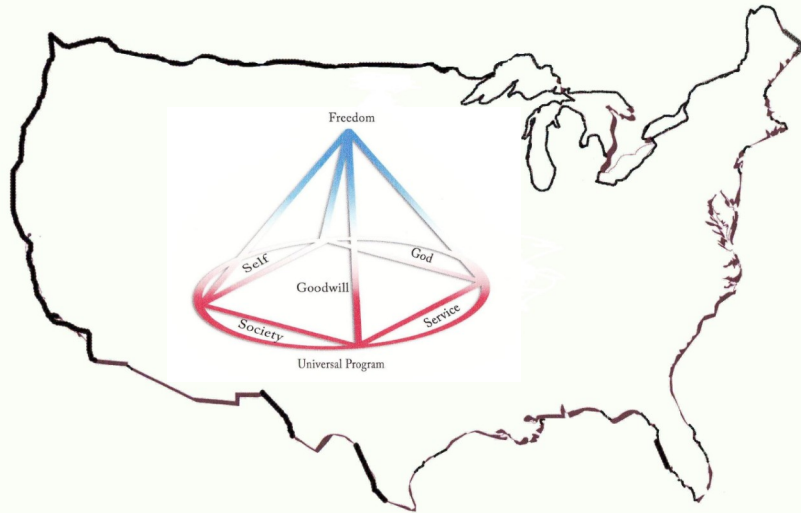 Freedom
Self
God
Goodwill
Society
Service
Universal Program